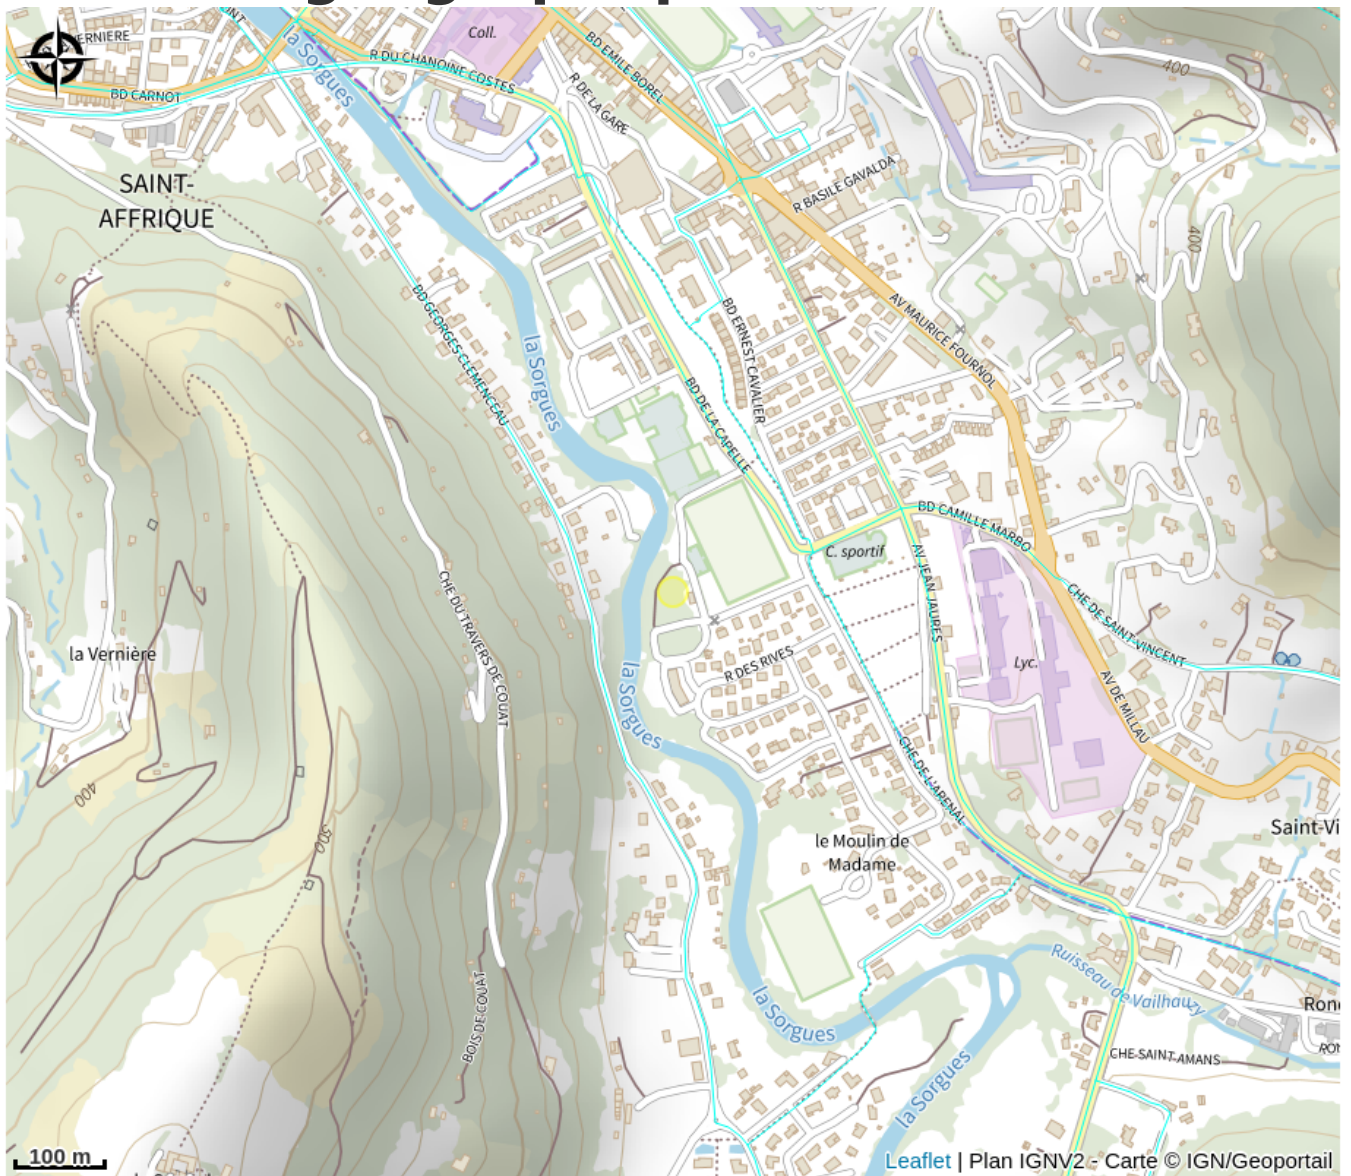 VERNIERE
BD CARNOT
la Sorgues
Coll.
R DU CHANOINE COSTES
BD EMILE BOREL
R DE LA GARE
400
SAINT-
AFFRIQUE
R BASILE GAVALDA
400
BD GEORGES CLEMENCEAU
la Sorgues
BD ERNEST CAVALIER
AV MAURICE FOURNOL
BD DE LA CAPELLE
BD CAMILLE MARBO
C. sportif
AV JEAN JAURES
CHE DU TRAVERS DE COUAT
CHE DE SAINT-VINCENT
la Vernière
R DES RIVES
Lyc.
la Sorgues
AV DE MILLAU
CHE DE L'ARENAL
400
500
le Moulin de
Madame
Saint-Vi
BOIS DE COUAT
la Sorgues
Ruisseau de Vailhauzy
Ron
CHE SAINT-AMANS
la Sorgues
100 m
Leaflet | Plan IGNV2 - Carte © IGN/Geoportail